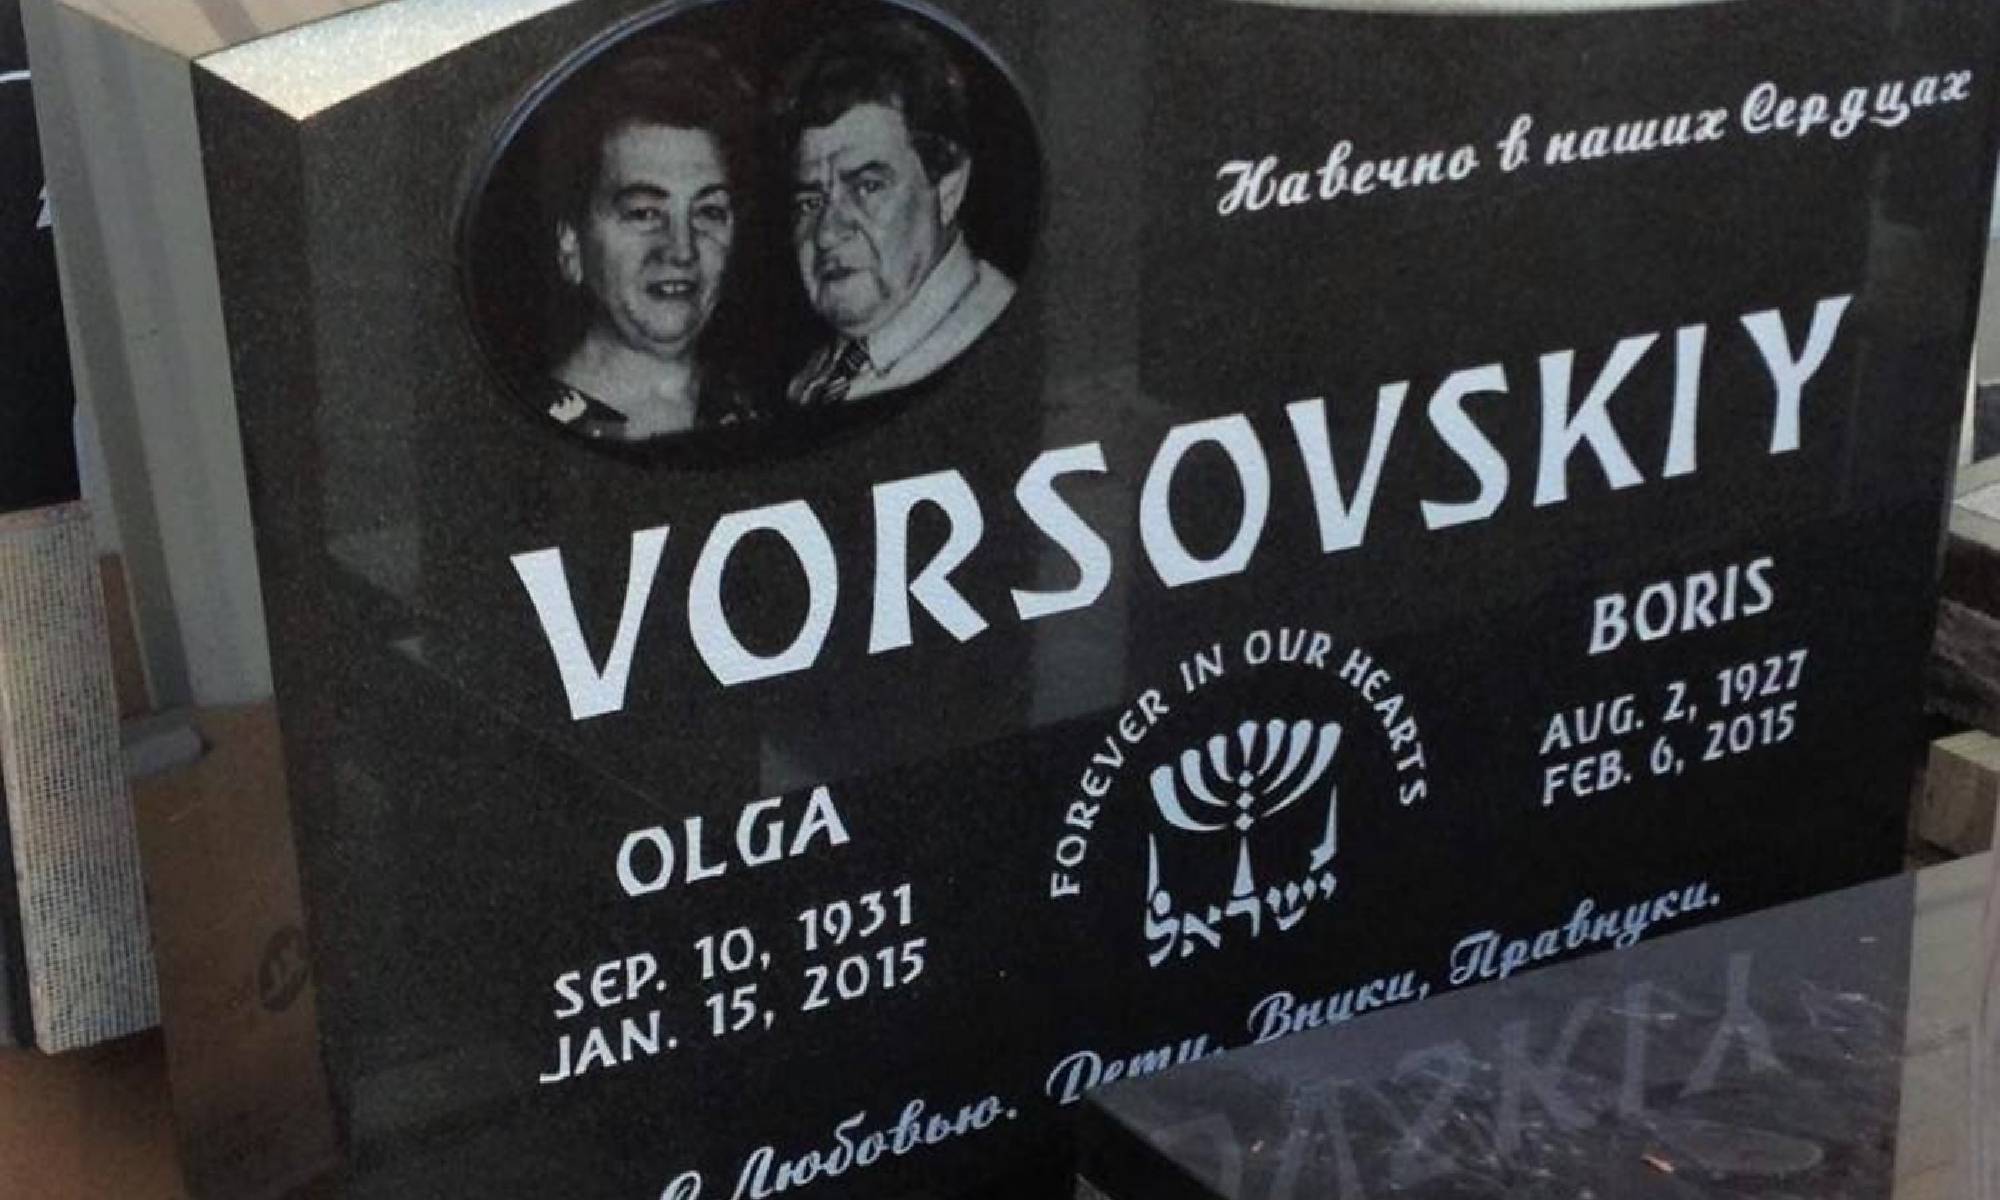 Навечно в наших Сердцах
VORSOVSKIY
OLGA
SEP. 10, 1931
JAN. 15, 2015
FOREVER IN OUR HEARTS
ישראל
BORIS
AUG. 2, 1927
FEB. 6, 2015
С Любовью. Дети, Внуки, Правнуки.